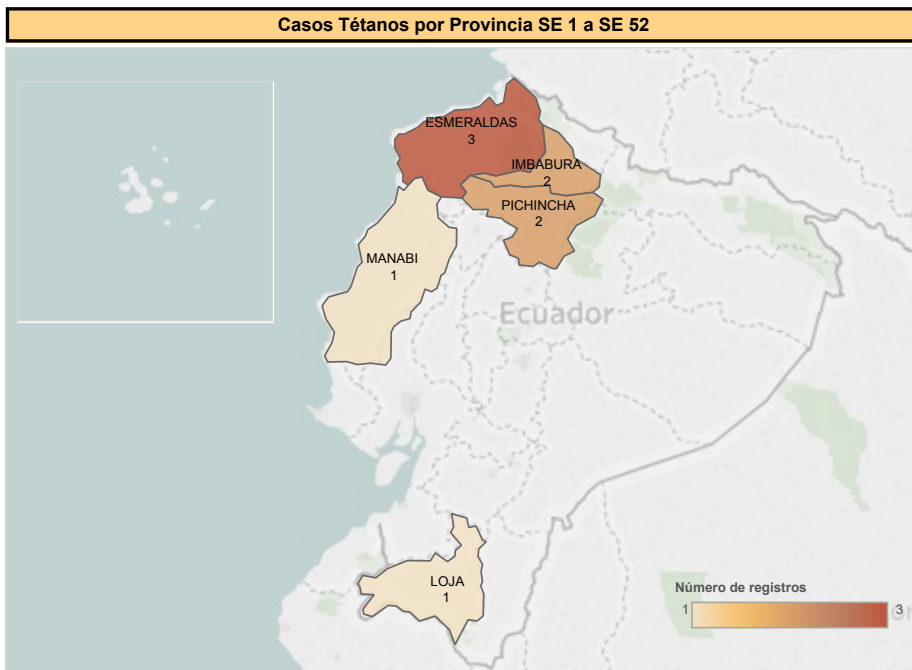 Casos Tétanos por Provincia SE 1 a SE 52
ESMERALDAS
3
IMBABURA
2
PICHINCHA
2
MANABI
1
Ecuador
LOJA
1
Número de registros
1
3